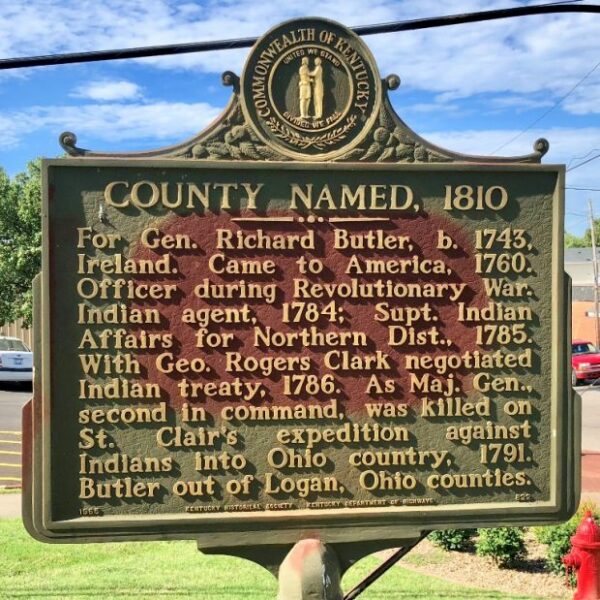 COMMONWEALTH OF KENTUCKY
UNITED WE STAND
DIVIDED WE FALL
COUNTY NAMED, 1810
For Gen. Richard Butler, b. 1743,
Ireland. Came to America, 1760.
Officer during Revolutionary War.
Indian agent, 1784; Supt. Indian
Affairs for Northern Dist., 1785.
With Geo. Rogers Clark negotiated
Indian treaty, 1786. As Maj. Gen.,
second in command, was killed on
St. Clair's expedition against
Indians into Ohio country, 1791.
Butler out of Logan, Ohio counties.
KENTUCKY HISTORICAL SOCIETY KENTUCKY DEPARTMENT OF HIGHWAYS